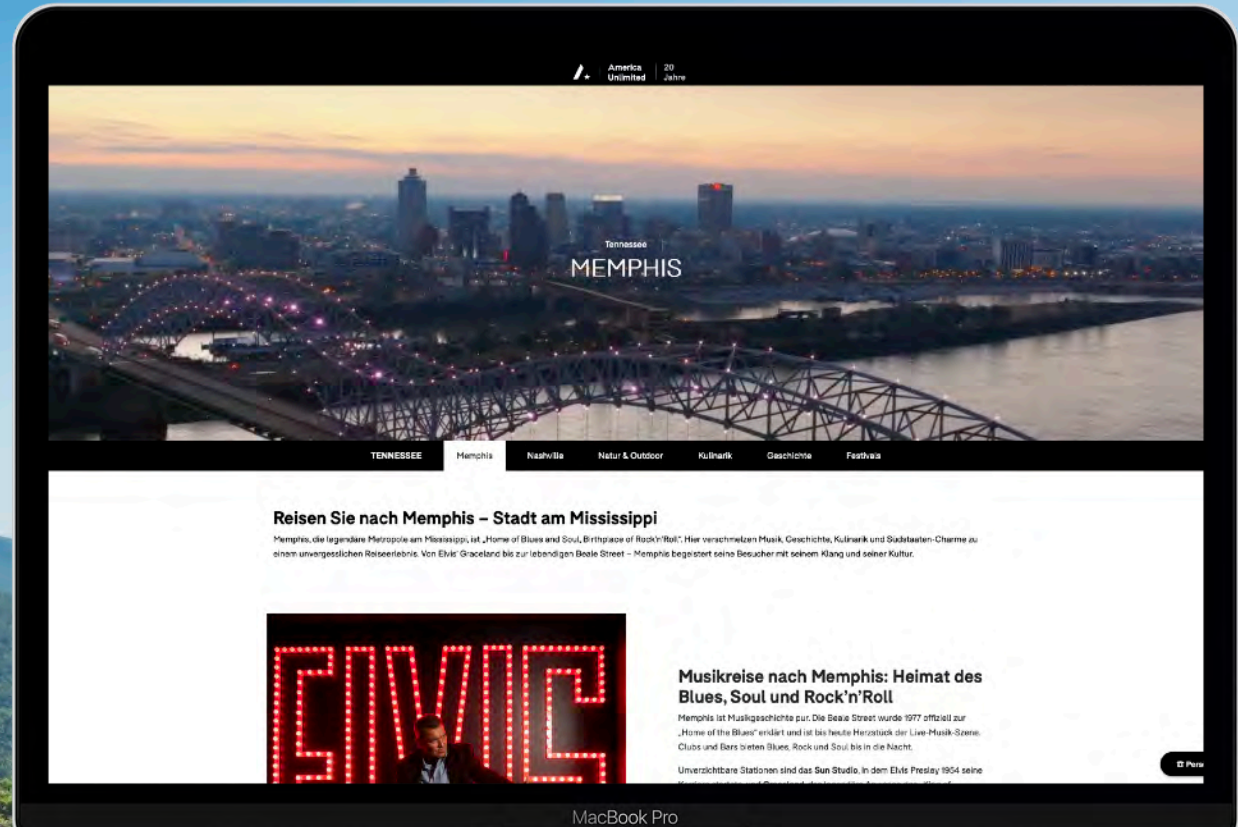 America
Unlimited
20
Jahre
Tennessee
MEMPHIS
TENNESSEE Memphis Nashville Natur & Outdoor Kulinarik Geschichte Festivals
Reisen Sie nach Memphis – Stadt am Mississippi
Memphis, die legendäre Metropole am Mississippi, ist „Home of Blues and Soul, Birthplace of Rock'n'Roll". Hier verschmelzen Musik, Geschichte, Kulinarik und Südstaaten-Charme zu
einem unvergesslichen Reiseerlebnis. Von Elvis' Graceland bis zur lebendigen Beale Street – Memphis begeistert seine Besucher mit seinem Klang und seiner Kultur.
ELVIS
Musikreise nach Memphis: Heimat des
Blues, Soul und Rock'n'Roll
Memphis ist Musikgeschichte pur. Die Beale Street wurde 1977 offiziell zur
„Home of the Blues" erklärt und ist bis heute Herzstück der Live-Musik-Szene.
Clubs und Bars bieten Blues, Rock und Soul bis in die Nacht.
Unverzichtbare Stationen sind das Sun Studio, in dem Elvis Presley 1954 seine
Pers
MacBook Pro